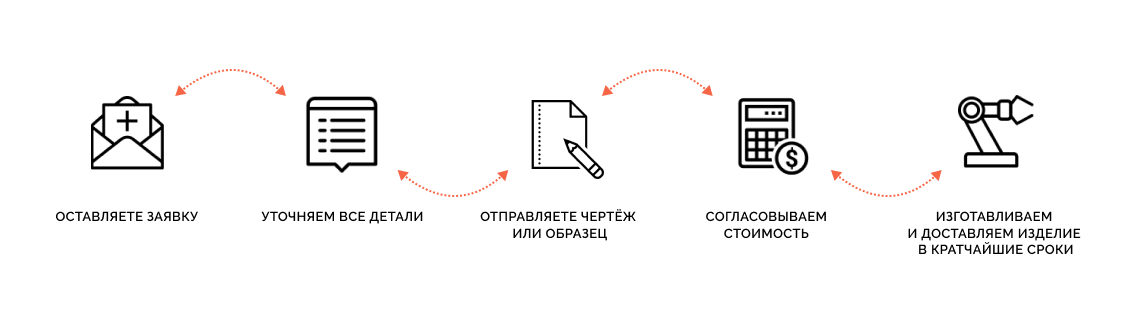 ОСТАВЛЯЕТЕ ЗАЯВКУ
УТОЧНЯЕМ ВСЕ ДЕТАЛИ
ОТПРАВЛЯЕТЕ ЧЕРТЁЖ
ИЛИ ОБРАЗЕЦ
$
СОГЛАСОВЫВАЕМ
СТОИМОСТЬ
ИЗГОТАВЛИВАЕМ
И ДОСТАВЛЯЕМ ИЗДЕЛИЕ
В КРАТЧАЙШИЕ СРОКИ